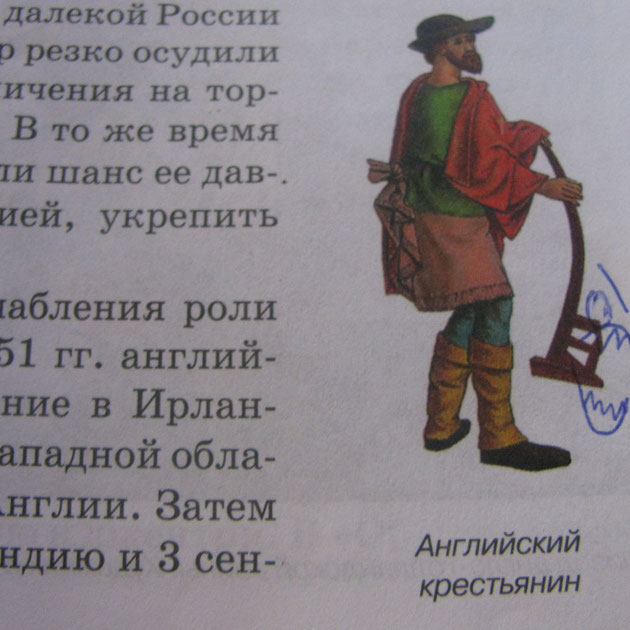 далекой России
р резко осудили
ичения на тор-
В то же время
ли шанс ее дав-
ией, укрепить
лабления роли
51 гг. англий-
ние в Ирлан-
ападной обла-
Англии. Затем
ндию и 3 сен-
Английский
крестьянин